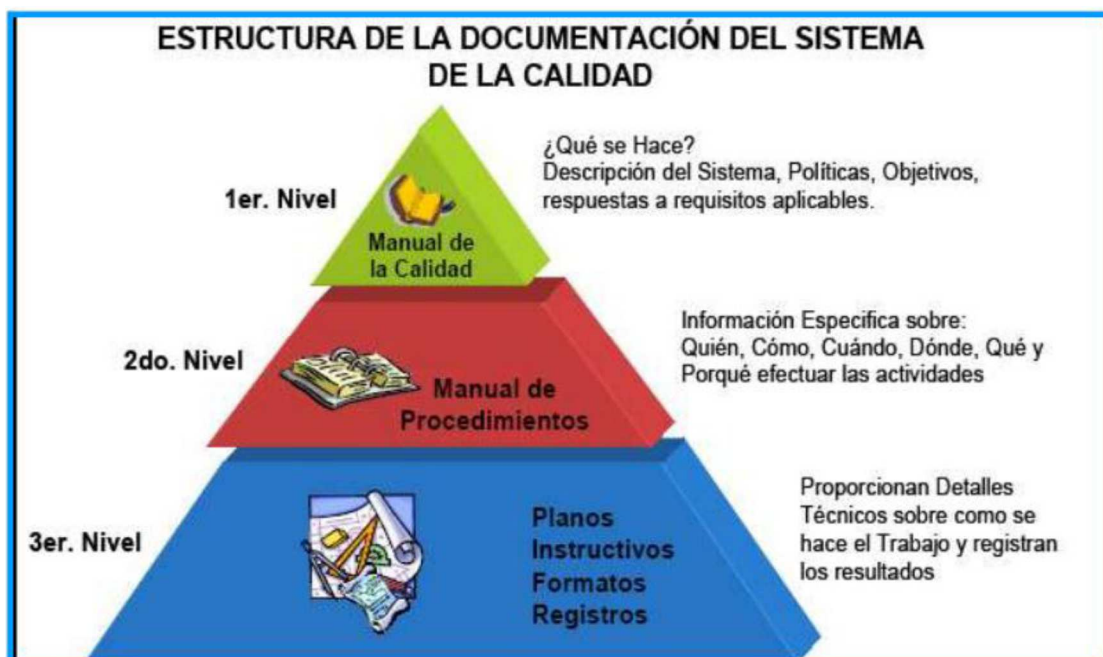 ESTRUCTURA DE LA DOCUMENTACIÓN DEL SISTEMA
DE LA CALIDAD
1er. Nivel
Manual de
la Calidad
¿Qué se Hace?
Descripción del Sistema, Políticas, Objetivos,
respuestas a requisitos aplicables.
2do. Nivel
Manual de
Procedimientos
Información Especifica sobre:
Quién, Cómo, Cuándo, Dónde, Qué y
Porqué efectuar las actividades
3er. Nivel
Planos
Instructivos
Formatos
Registros
Proporcionan Detalles
Técnicos sobre como se
hace el Trabajo y registran
los resultados